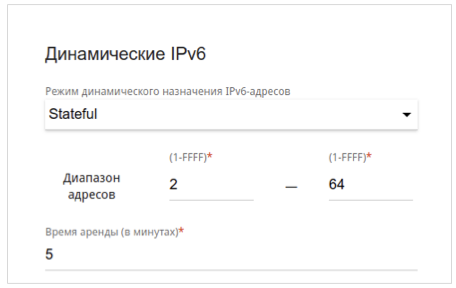 Динамические IPv6
Режим динамического назначения IPv6-адресов
Stateful
(1-FFFF)* (1-FFFF)*
Диапазон
адресов
2 — 64
Время аренды (в минутах)*
5